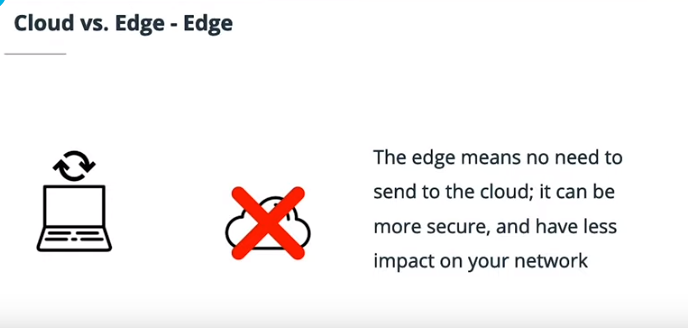 Cloud vs. Edge - Edge
The edge means no need to
send to the cloud; it can be
more secure, and have less
impact on your network